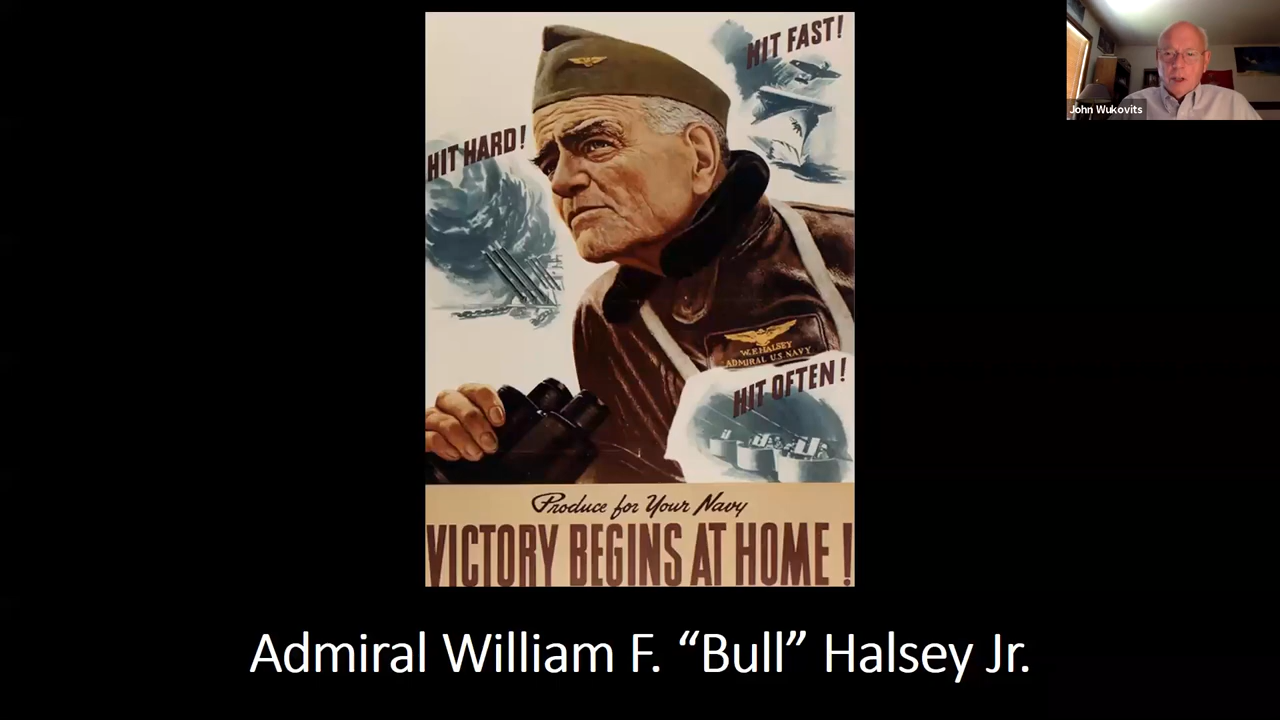 HIT FAST!
John Wukovits
HIT HARD!
W.F. HALSEY
ADMIRAL U.S. NAVY
HIT OFTEN!
Produce for Your Navy
VICTORY BEGINS AT HOME!
Admiral William F. “Bull” Halsey Jr.